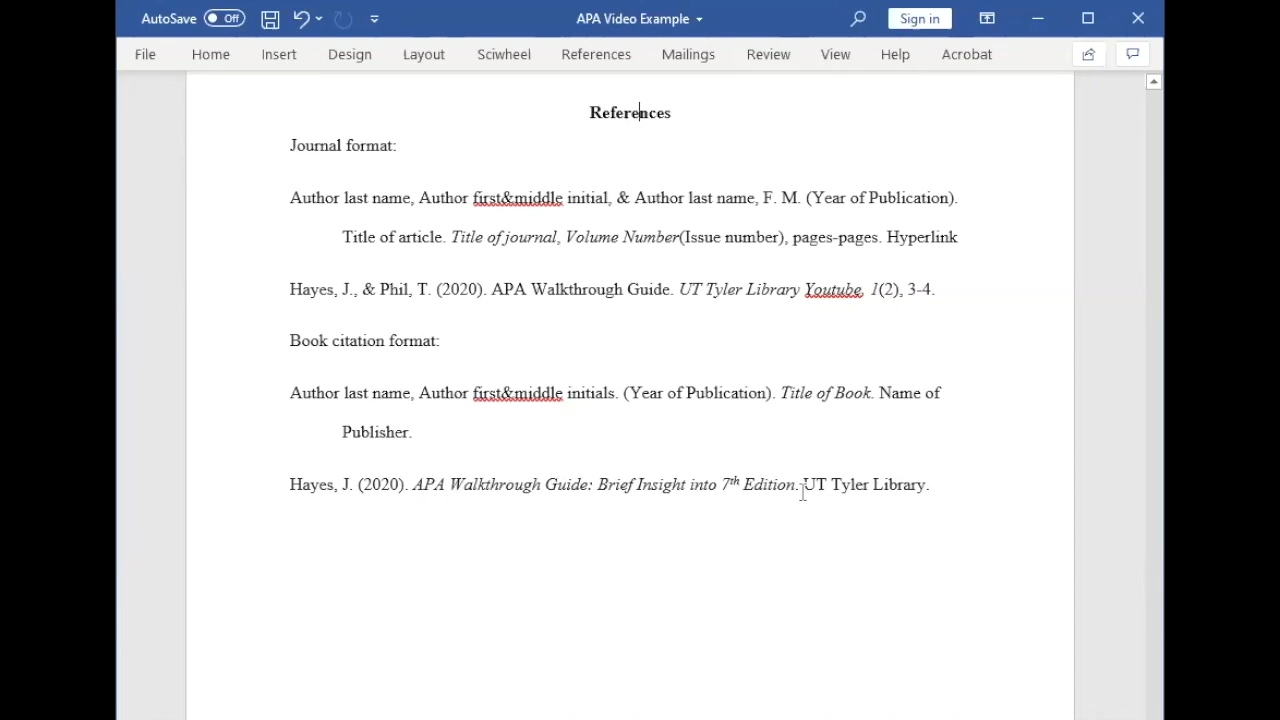 AutoSave Off APA Video Example Sign in
File Home Insert Design Layout Sciwheel References Mailings Review View Help Acrobat
References
Journal format:
Author last name, Author first&middle initial, & Author last name, F. M. (Year of Publication).
Title of article. Title of journal, Volume Number(Issue number), pages-pages. Hyperlink
Hayes, J., & Phil, T. (2020). APA Walkthrough Guide. UT Tyler Library Youtube, 1(2), 3-4.
Book citation format:
Author last name, Author first&middle initials. (Year of Publication). Title of Book. Name of
Publisher.
Hayes, J. (2020). APA Walkthrough Guide: Brief Insight into 7th Edition. UT Tyler Library.